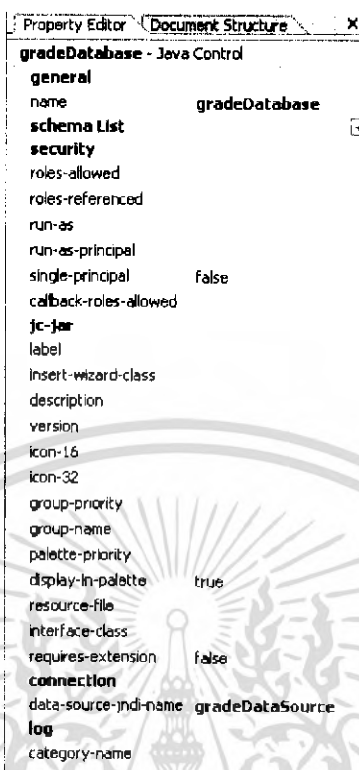 Property Editor Document Structure x
gradeDatabase - Java Control
general
name gradeDatabase
schema List
security
roles-allowed
roles-referenced
run-as
run-as-principal
single-principal false
callback-roles-allowed
jc-jar
label
insert-wizard-class
description
version
icon-16
icon-32
group-priority
group-name
palette-priority
display-in-palette true
resource-file
interface-class
requires-extension false
connection
data-source-jndi-name gradeDataSource
log
category-name